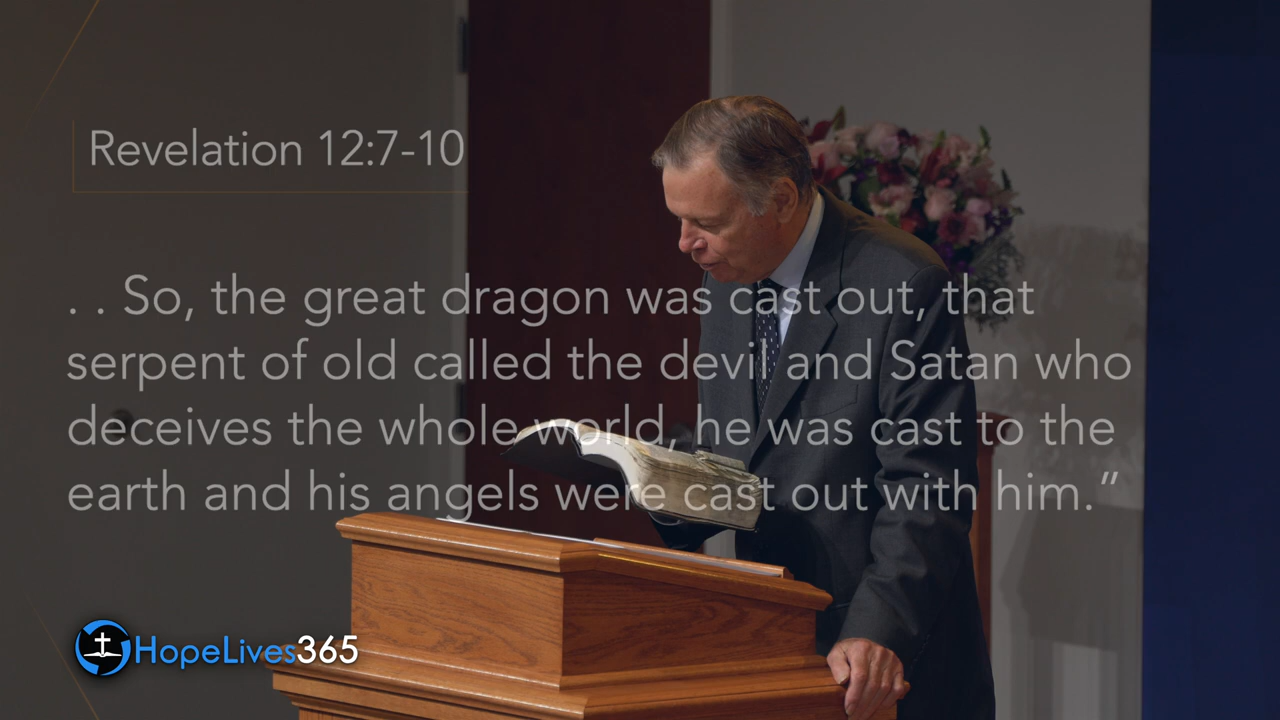 Revelation 12:7-10
. . So, the great dragon was cast out, that
serpent of old called the devil and Satan who
deceives the whole world, he was cast to the
earth and his angels were cast out with him.”
HopeLives365